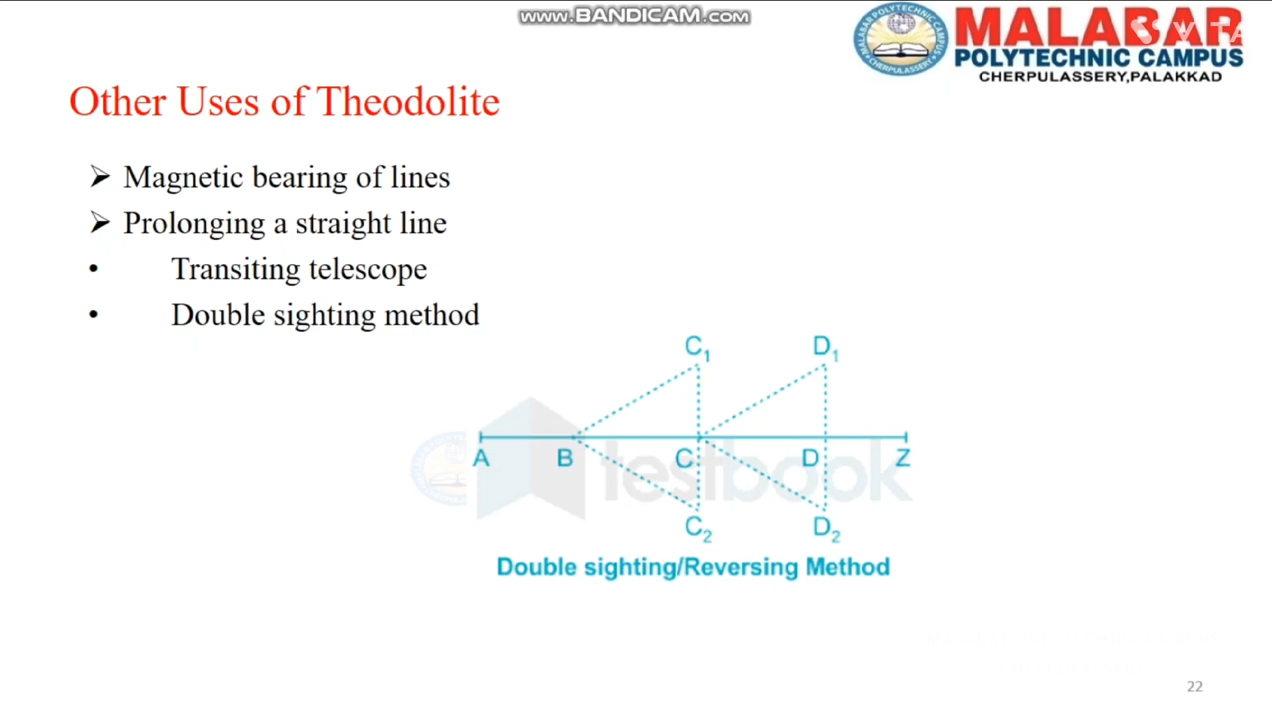 www.BANDICAM.com
MALABAR
POLYTECHNIC CAMPUS
CHERPULASSERY,PALAKKAD
Other Uses of Theodolite
➢ Magnetic bearing of lines
➢ Prolonging a straight line
• Transiting telescope
• Double sighting method
C₁ D₁
A B C D Z
testbook
C₂ D₂
Double sighting/Reversing Method
22